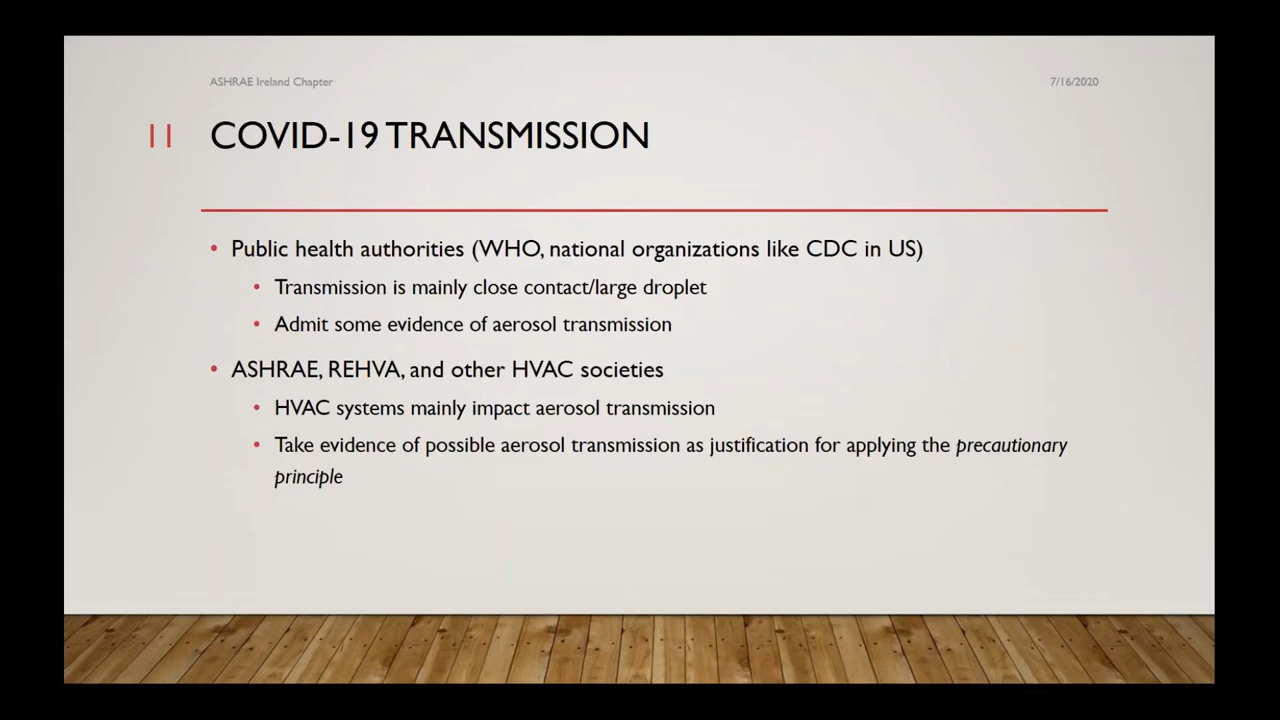 ASHRAE Ireland Chapter
7/16/2020
11
COVID-19 TRANSMISSION
• Public health authorities (WHO, national organizations like CDC in US)
• Transmission is mainly close contact/large droplet
• Admit some evidence of aerosol transmission
• ASHRAE, REHVA, and other HVAC societies
• HVAC systems mainly impact aerosol transmission
• Take evidence of possible aerosol transmission as justification for applying the precautionary
principle